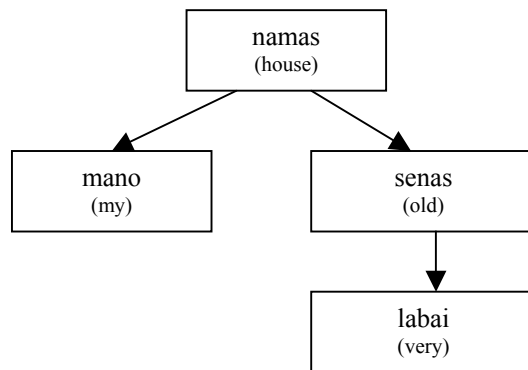 namas
(house)
mano
(my)
senas
(old)
labai
(very)